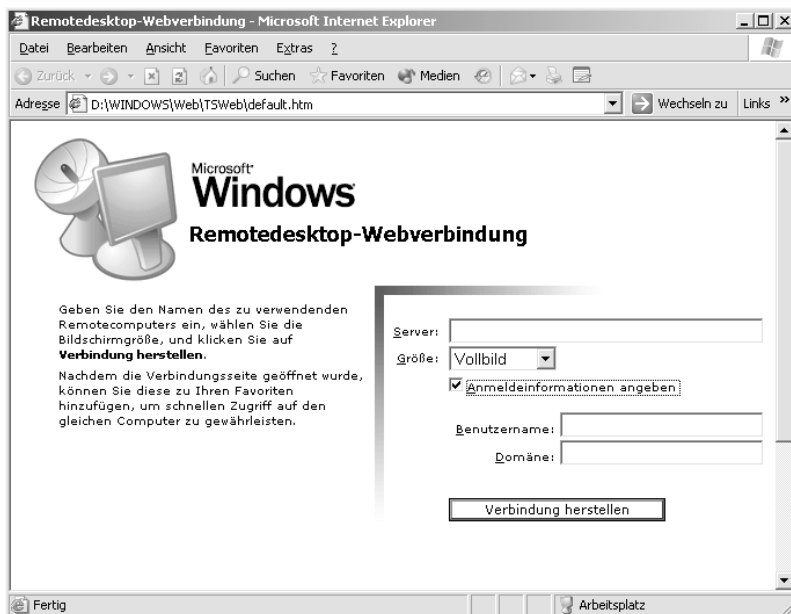 Remotedesktop-Webverbindung - Microsoft Internet Explorer
Datei Bearbeiten Ansicht Favoriten Extras ?
Zurück Suchen Favoriten Medien
Adresse D:\WINDOWS\Web\TSWeb\default.htm Wechseln zu Links »
Microsoft
Windows
Remotedesktop-Webverbindung
Geben Sie den Namen des zu verwendenden
Remotecomputers ein, wählen Sie die
Bildschirmgröße, und klicken Sie auf
Verbindung herstellen.
Nachdem die Verbindungsseite geöffnet wurde,
können Sie diese zu Ihren Favoriten
hinzufügen, um schnellen Zugriff auf den
gleichen Computer zu gewährleisten.
Server:
Größe: Vollbild
Anmeldeinformationen angeben
Benutzername:
Domäne:
Verbindung herstellen
Fertig Arbeitsplatz